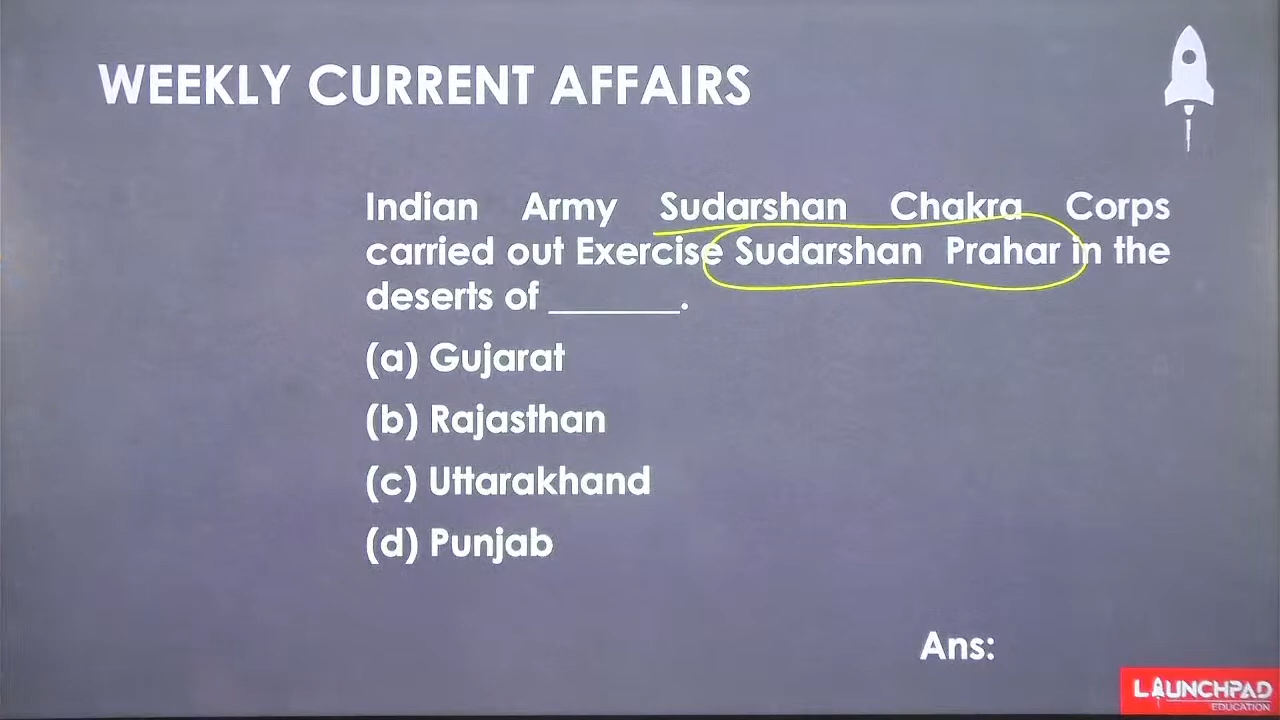 WEEKLY CURRENT AFFAIRS
Indian Army Sudarshan Chakra Corps
carried out Exercise Sudarshan Prahar in the
deserts of _______.
(a) Gujarat
(b) Rajasthan
(c) Uttarakhand
(d) Punjab
Ans:
LAUNCHPAD
EDUCATION